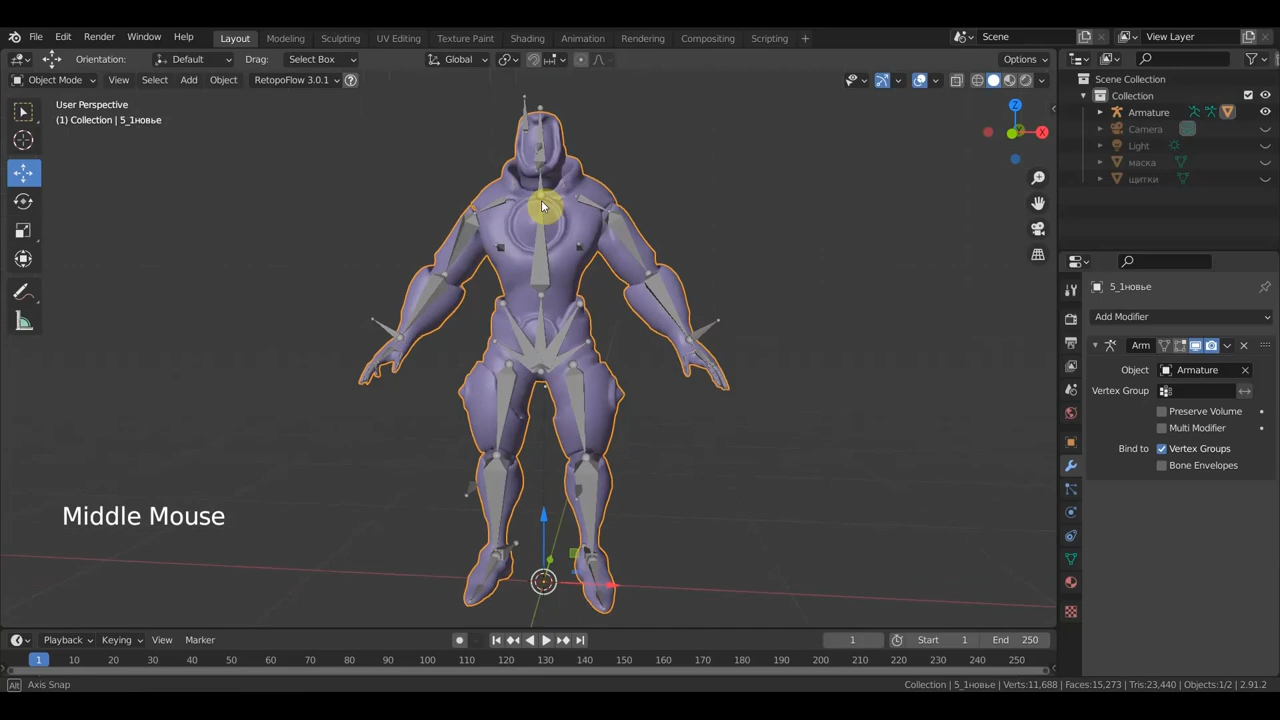 File Edit Render Window Help Layout Modeling Sculpting UV Editing Texture Paint Shading Animation Rendering Compositing Scripting + Scene View Layer
Orientation: Default Drag: Select Box Global Options
Object Mode View Select Add Object RetopoFlow 3.0.1
User Perspective
(1) Collection | 5_1новье
Scene Collection
Collection
Armature
Camera
Light
маска
щитки
5_1новье
Add Modifier
Arm
Object Armature
Vertex Group
Preserve Volume
Multi Modifier
Bind to Vertex Groups
Bone Envelopes
X
Z
Middle Mouse
Playback Keying View Marker 1 Start 1 End 250
1 10 20 30 40 50 60 70 80 90 100 110 120 130 140 150 160 170 180 190 200 210 220 230 240 250
Alt Axis Snap Collection | 5_1новье | Verts:11,688 | Faces:15,273 | Tris:23,440 | Objects:1/2 | 2.91.2